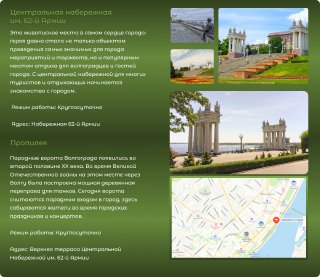 Центральная набережная
им. 62-й Армии
Это живописное место в самом сердце города-
героя давно стало не только объектом
проведения самых значимых для города
мероприятий и торжеств, но и популярным
местом отдыха для волгоградцев и гостей
города. С центральной набережной для многих
туристов и отдыхающих начинается
знакомство с городом.
Режим работы: Круглосуточно
Адрес: Набережная 62-й Армии
Пропилея
Парадные ворота Волгограда появились во
второй половине XX века. Во время Великой
Отечественной войны на этом месте через
Волгу была построена мощная деревянная
переправа для танков. Сегодня ворота
считаются парадным входом в город, здесь
собираются жители во время городских
праздников и концертов.
Режим работы: Круглосуточно
Адрес: Верхняя терраса Центральной
Набережной им. 62-й Армии